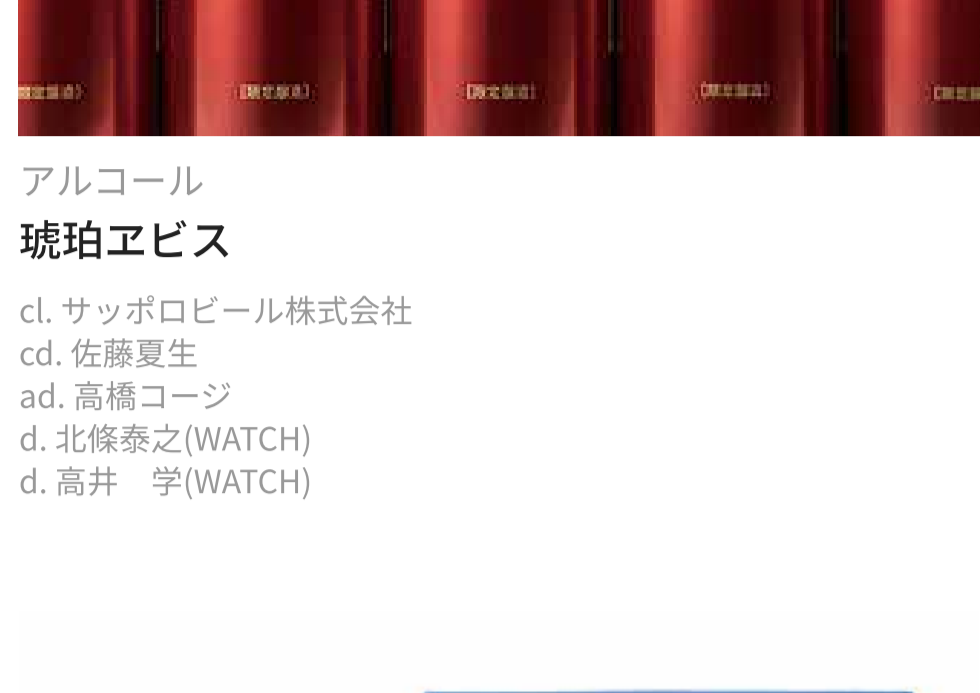 アルコール
琥珀ヱビス
cl. サッポロビール株式会社
cd. 佐藤夏生
ad. 高橋コージ
d. 北條泰之(WATCH)
d. 高井　学(WATCH)